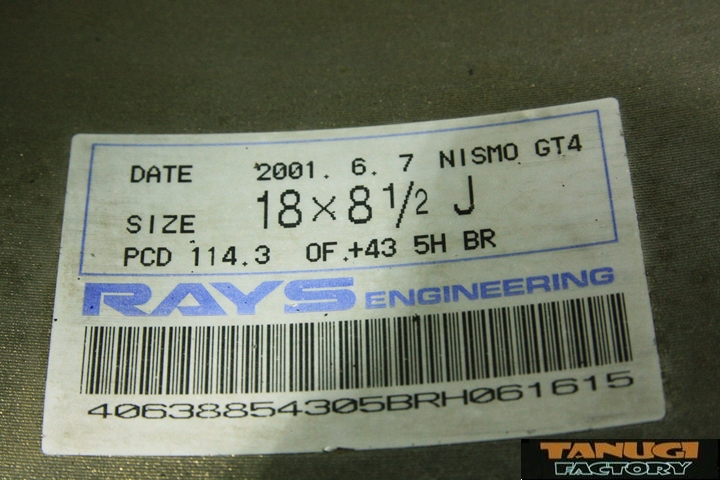 DATE 2001. 6. 7 NISMO GT4
SIZE 18×8 1/2 J
PCD 114.3 OF.+43 5H BR
RAYS ENGINEERING
40638854305BRH061615
TANUGI
FACTORY